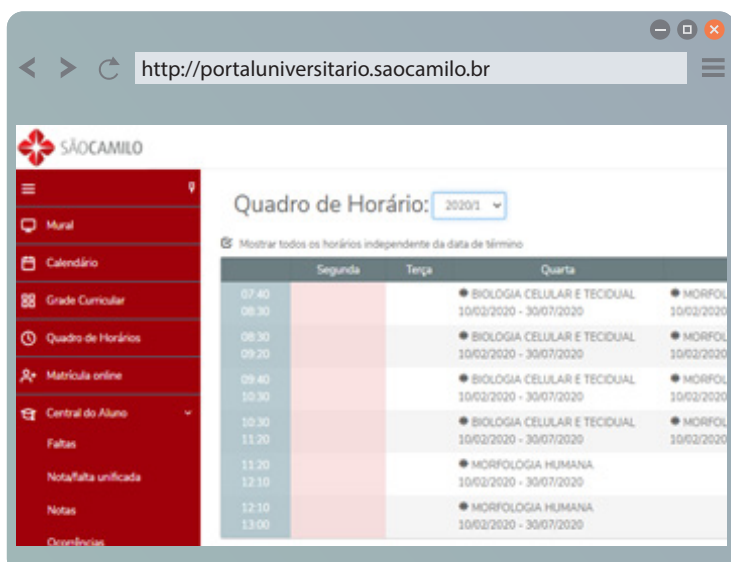 http://portaluniversitario.saocamilo.br
SÃOCAMILO
Mural
Calendário
Grade Curricular
Quadro de Horários
Matrícula online
Central do Aluno
Faltas
Nota/falta unificada
Notas
Ocorrências
Quadro de Horário: 2020/1
Mostrar todos os horários independente da data de término
Segunda Terça Quarta
07:40 BIOLOGIA CELULAR E TECIDUAL MORFOL
08:30 10/02/2020 - 30/07/2020 10/02/2020
08:30 BIOLOGIA CELULAR E TECIDUAL MORFOL
09:20 10/02/2020 - 30/07/2020 10/02/2020
09:40 BIOLOGIA CELULAR E TECIDUAL MORFOL
10:30 10/02/2020 - 30/07/2020 10/02/2020
10:30 BIOLOGIA CELULAR E TECIDUAL MORFOL
11:20 10/02/2020 - 30/07/2020 10/02/2020
11:20 MORFOLOGIA HUMANA
12:10 10/02/2020 - 30/07/2020
12:10 MORFOLOGIA HUMANA
13:00 10/02/2020 - 30/07/2020